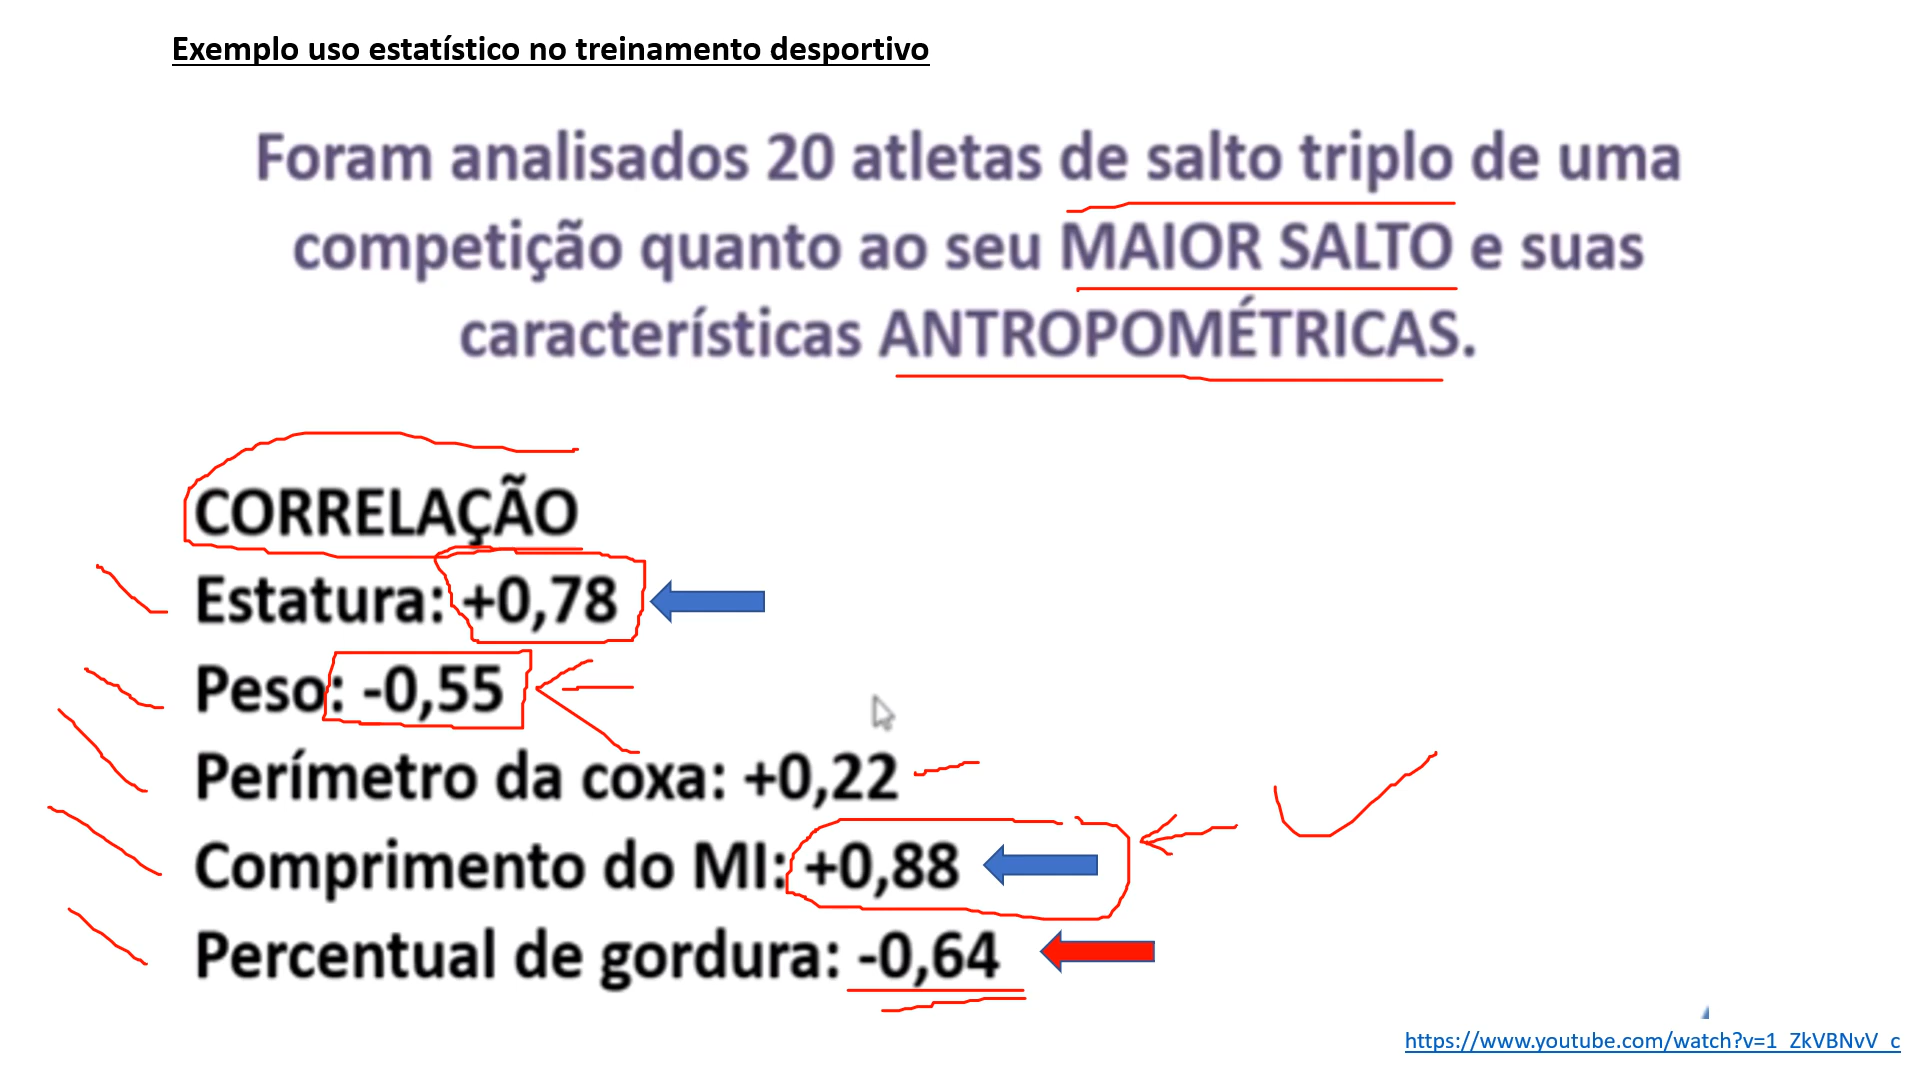 Exemplo uso estatístico no treinamento desportivo
Foram analisados 20 atletas de salto triplo de uma
competição quanto ao seu MAIOR SALTO e suas
características ANTROPOMÉTRICAS.
CORRELAÇÃO
Estatura: +0,78
Peso: -0,55
Perímetro da coxa: +0,22
Comprimento do MI: +0,88
Percentual de gordura: -0,64
https://www.youtube.com/watch?v=1_ZkVBNvV_c